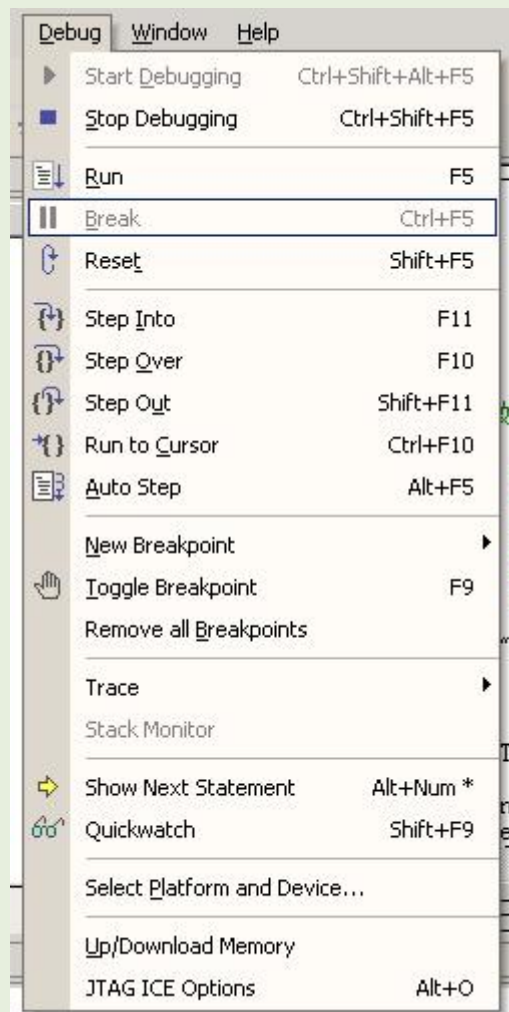 Debug Window Help
Start Debugging Ctrl+Shift+Alt+F5
Stop Debugging Ctrl+Shift+F5
Run F5
Break Ctrl+F5
Reset Shift+F5
Step Into F11
Step Over F10
Step Out Shift+F11
Run to Cursor Ctrl+F10
Auto Step Alt+F5
New Breakpoint
Toggle Breakpoint F9
Remove all Breakpoints
Trace
Stack Monitor
Show Next Statement Alt+Num *
Quickwatch Shift+F9
Select Platform and Device...
Up/Download Memory
JTAG ICE Options Alt+O